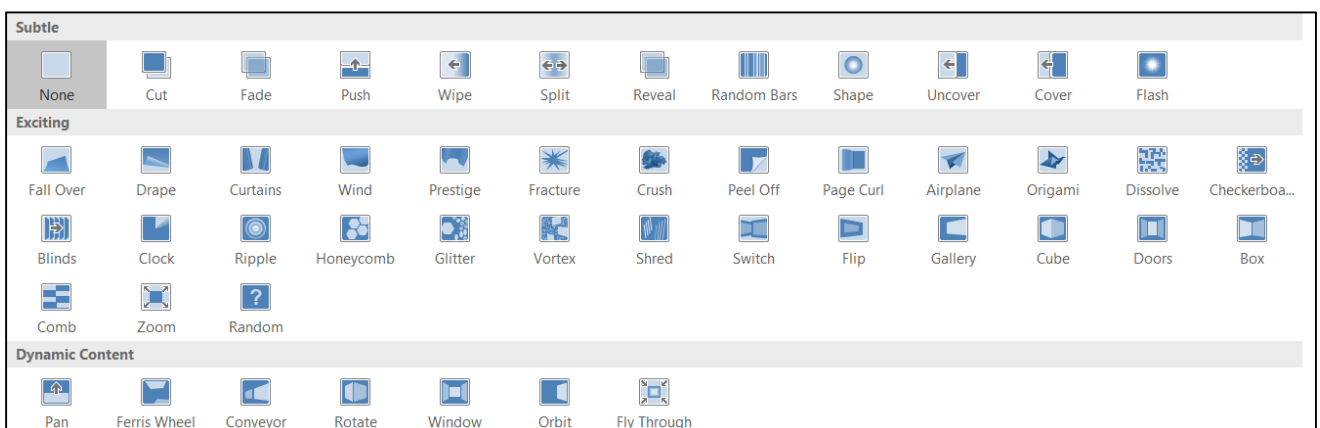 Subtle
None Cut Fade Push Wipe Split Reveal Random Bars Shape Uncover Cover Flash
Exciting
Fall Over Drape Curtains Wind Prestige Fracture Crush Peel Off Page Curl Airplane Origami Dissolve Checkerboa...
Blinds Clock Ripple Honeycomb Glitter Vortex Shred Switch Flip Gallery Cube Doors Box
?
Comb Zoom Random
Dynamic Content
Pan Ferris Wheel Conveyor Rotate Window Orbit Fly Through